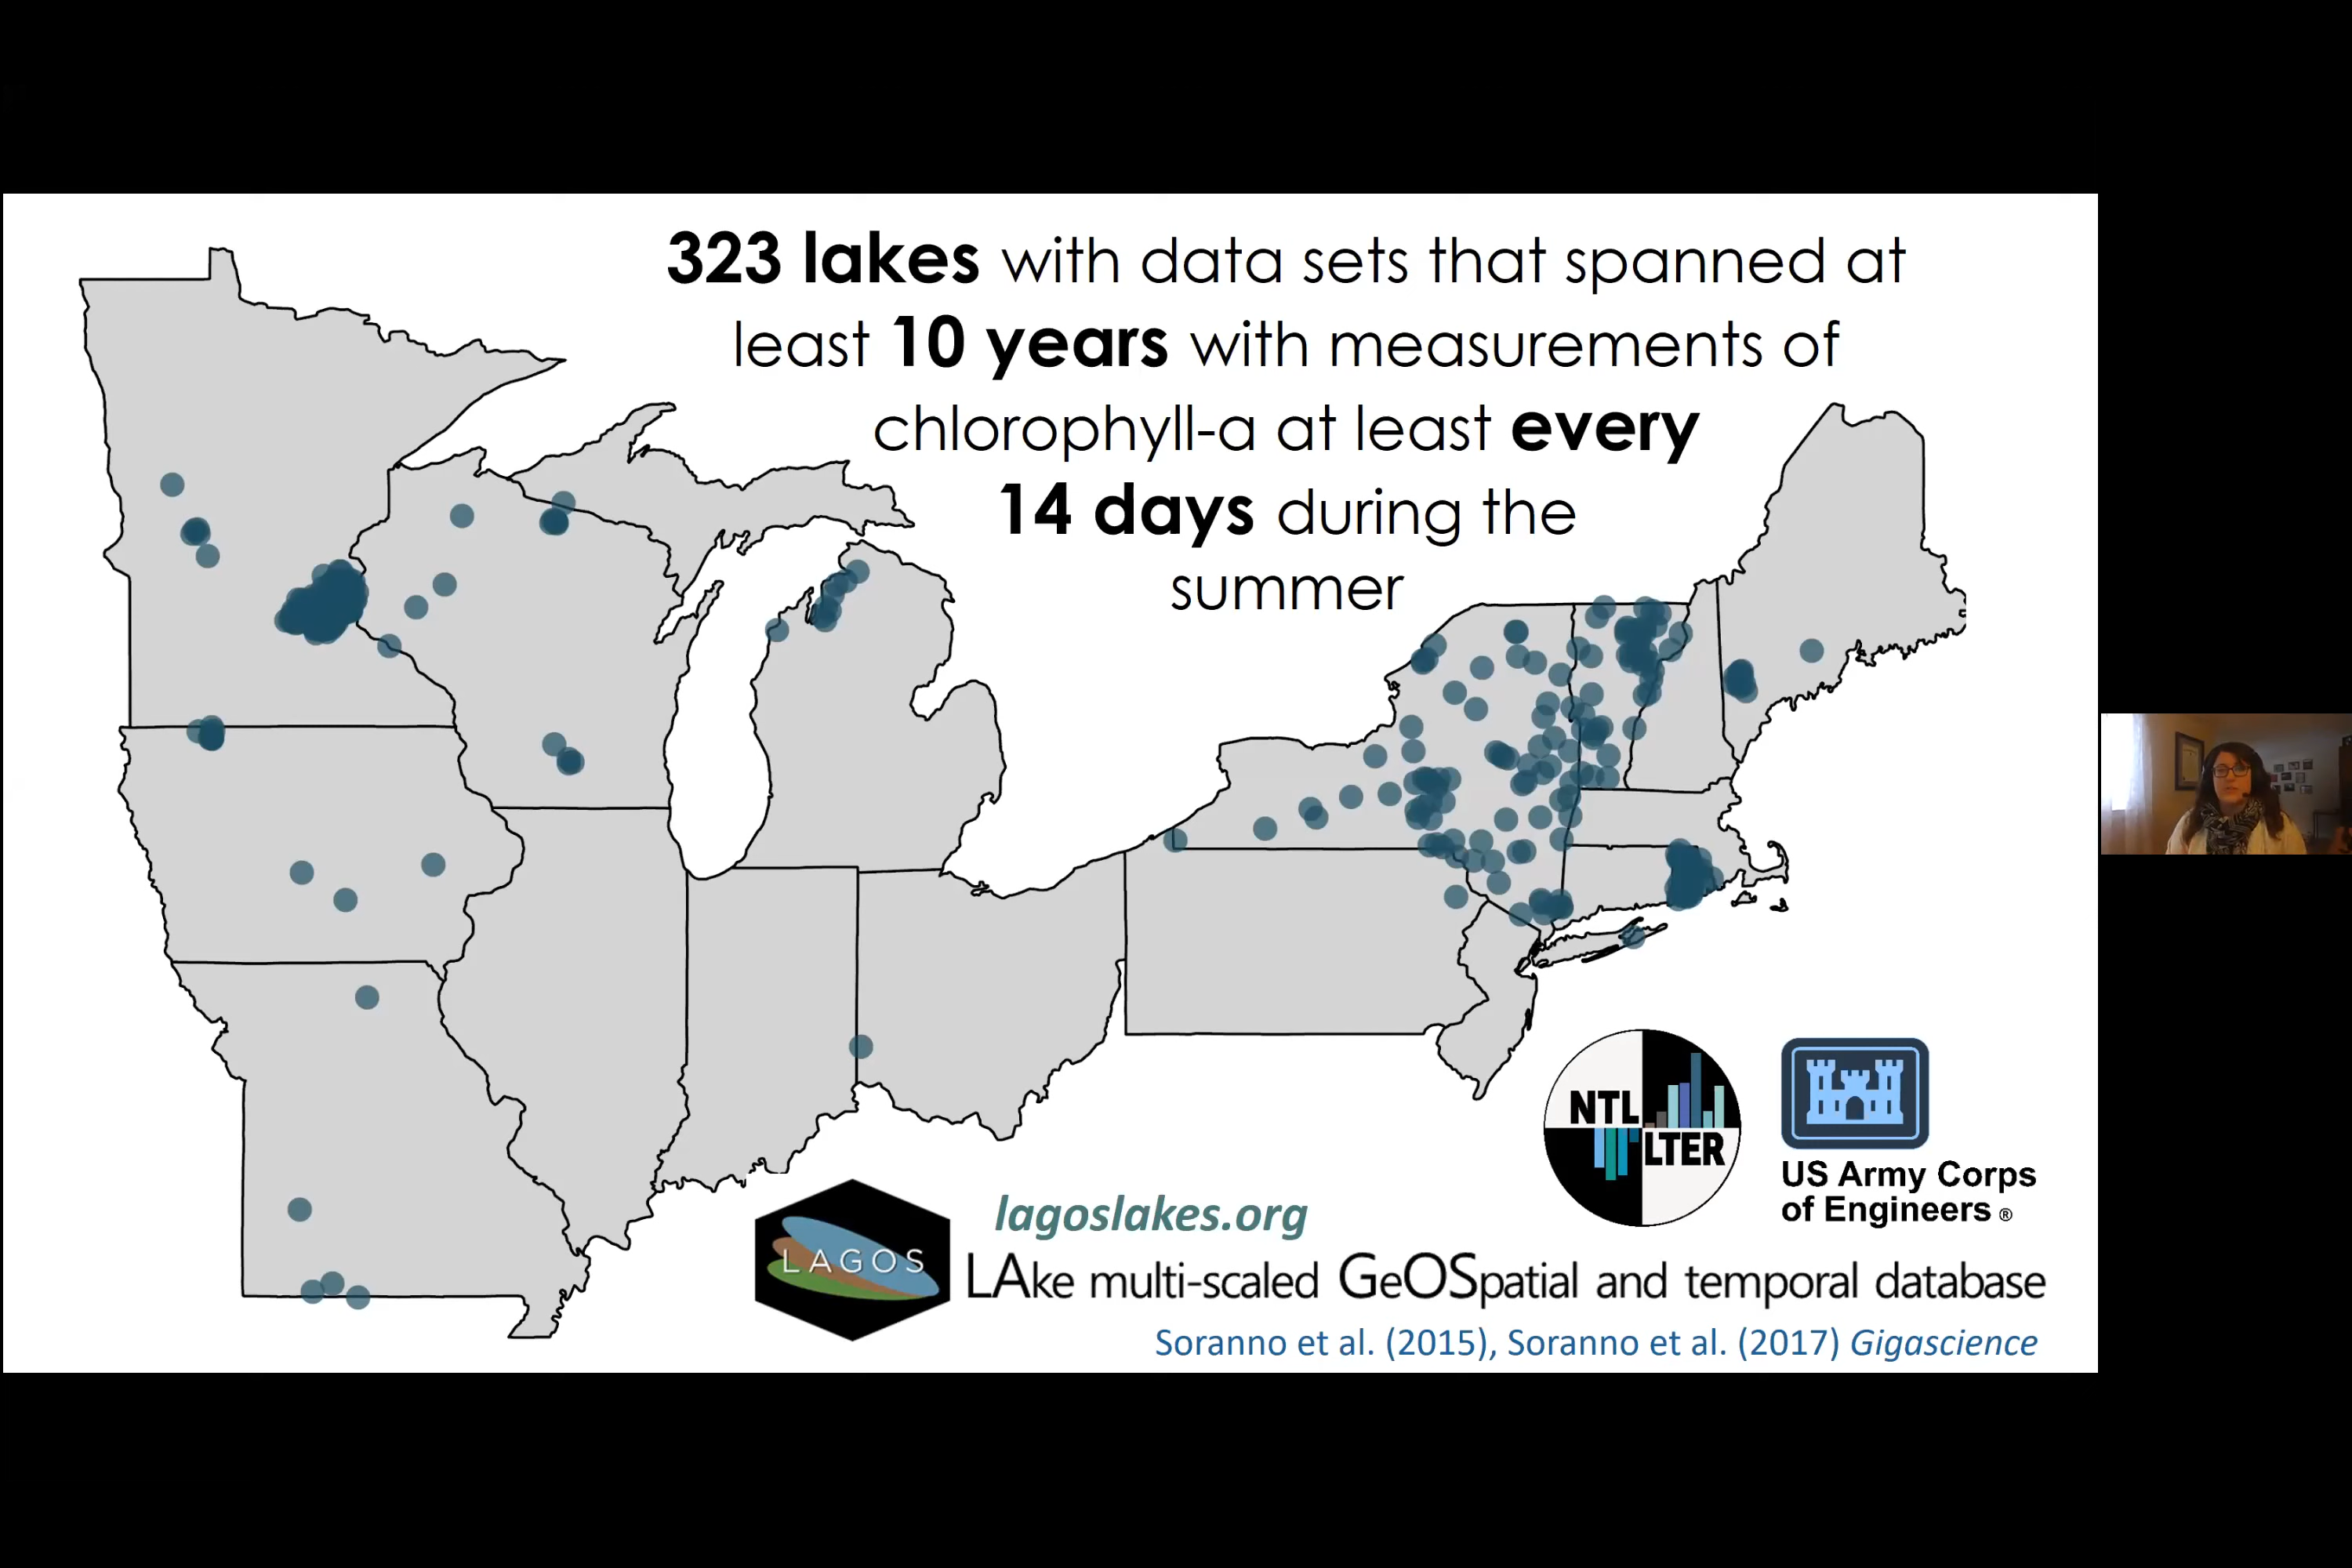 323 lakes with data sets that spanned at
least 10 years with measurements of
chlorophyll-a at least every
14 days during the
summer
NTL
LTER
US Army Corps
of Engineers ®
LAGOS
lagoslakes.org
LAke multi-scaled GeOSpatial and temporal database
Soranno et al. (2015), Soranno et al. (2017) Gigascience